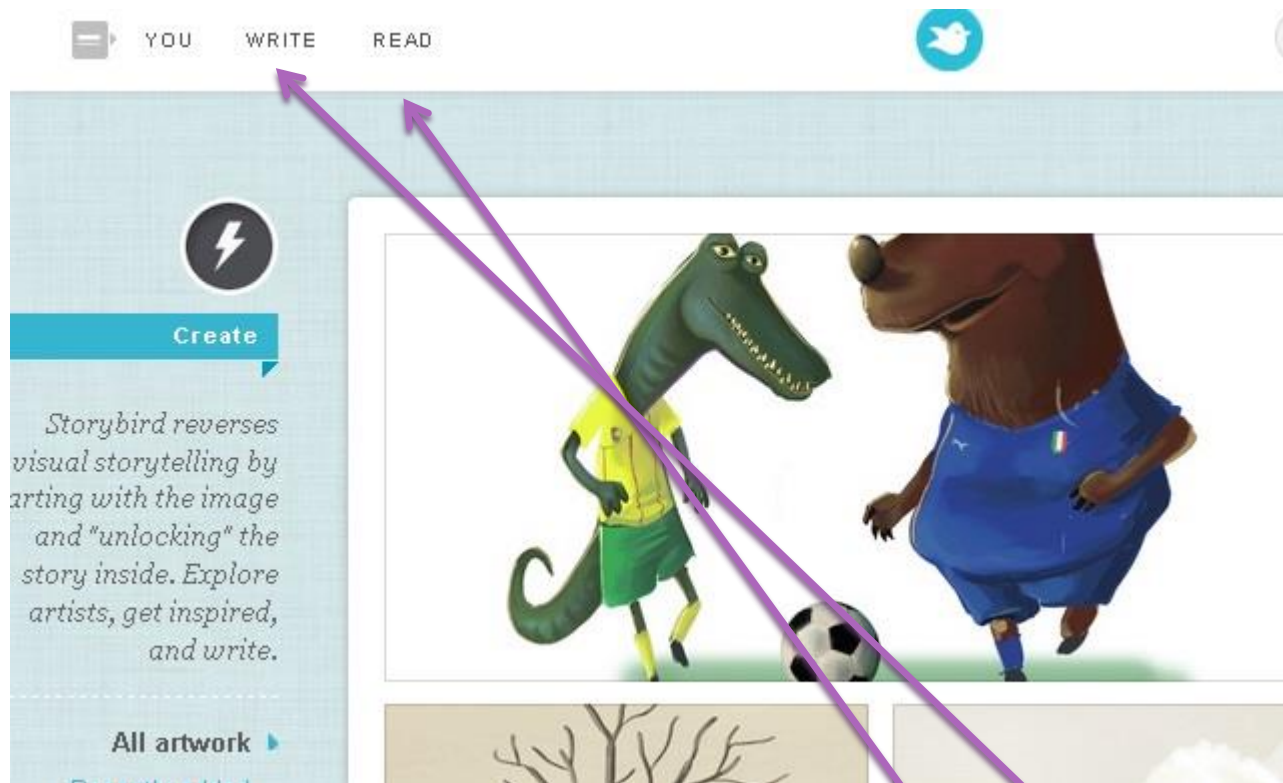 YOU WRITE READ
Create
Storybird reverses
visual storytelling by
arting with the image
and "unlocking" the
story inside. Explore
artists, get inspired,
and write.
All artwork